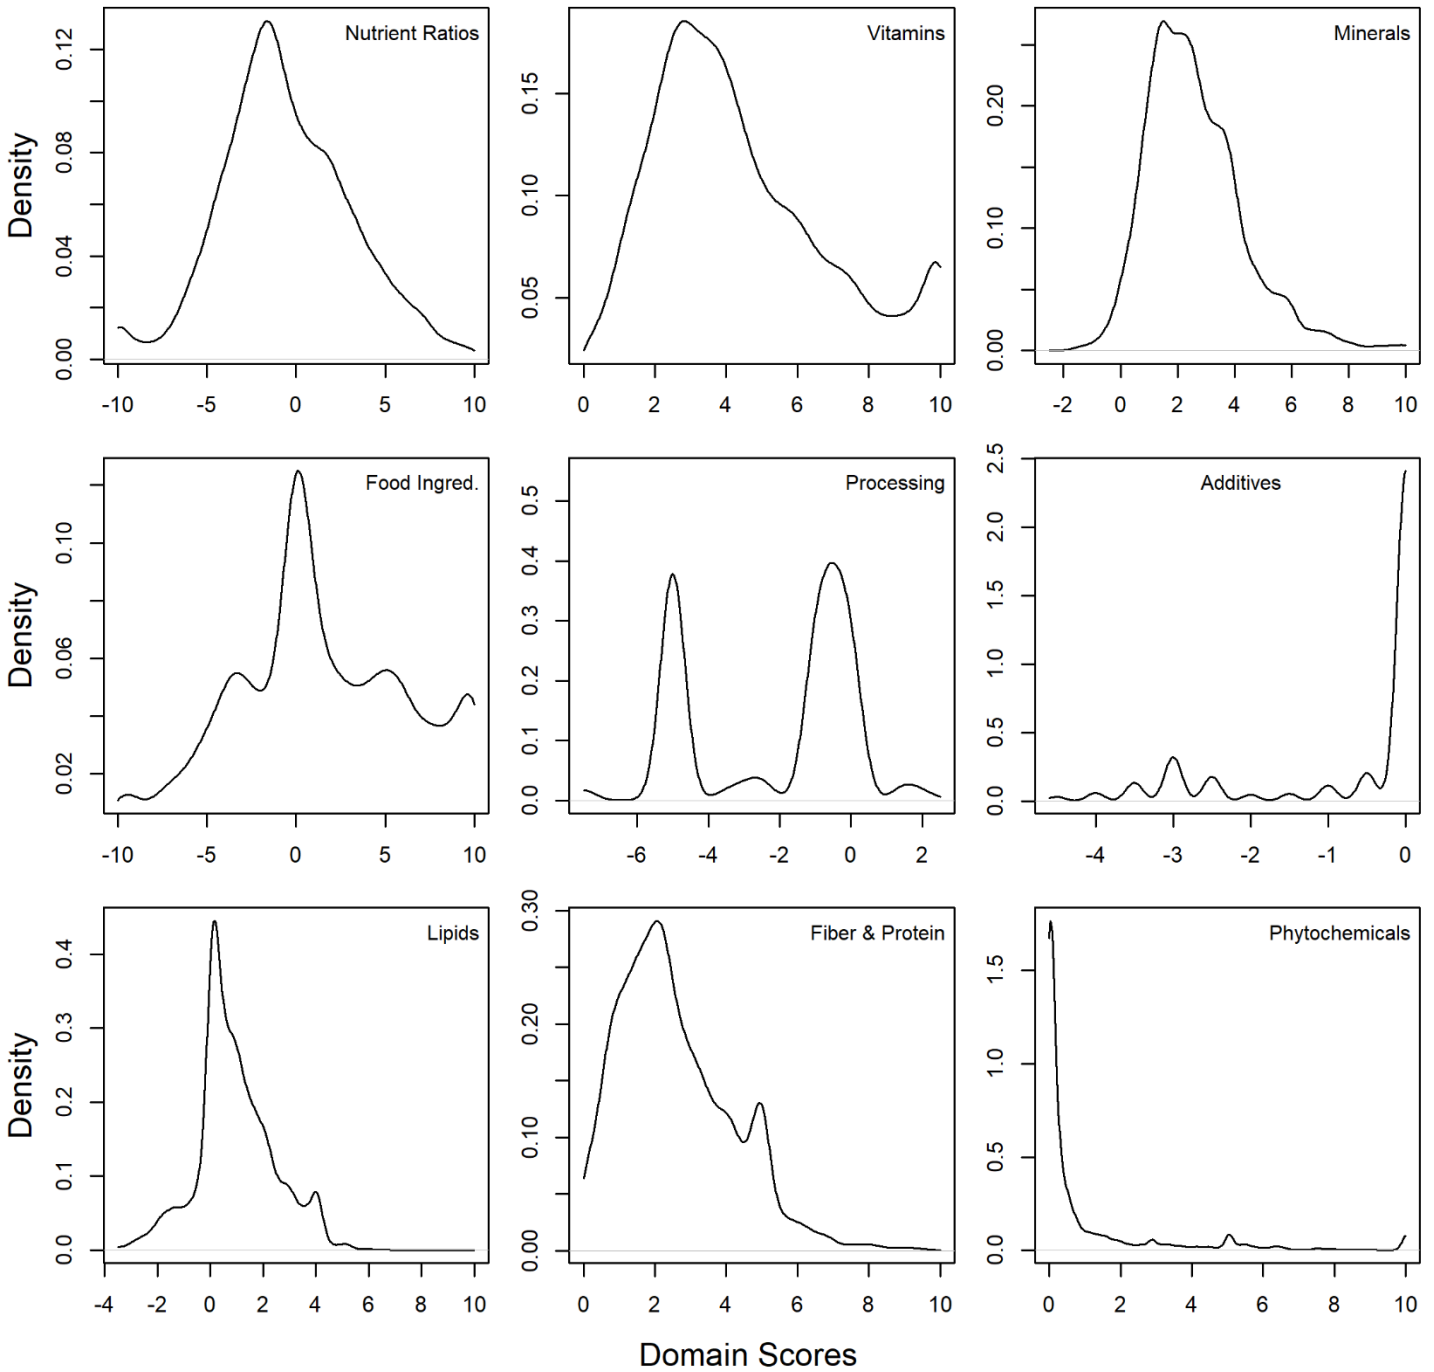 Nutrient Ratios
Density
0.00 0.04 0.08 0.12
-10 -5 0 5 10
Vitamins
0.05 0.10 0.15
0 2 4 6 8 10
Minerals
0.00 0.10 0.20
-2 0 2 4 6 8 10
Food Ingred.
Density
0.02 0.06 0.10
-10 -5 0 5 10
Processing
0.0 0.1 0.2 0.3 0.4 0.5
-6 -4 -2 0 2
Additives
0.0 0.5 1.0 1.5 2.0 2.5
-4 -3 -2 -1 0
Lipids
Density
0.0 0.1 0.2 0.3 0.4
-4 -2 0 2 4 6 8 10
Fiber & Protein
0.00 0.10 0.20 0.30
0 2 4 6 8 10
Phytochemicals
0.0 0.5 1.0 1.5
0 2 4 6 8 10
Domain Scores